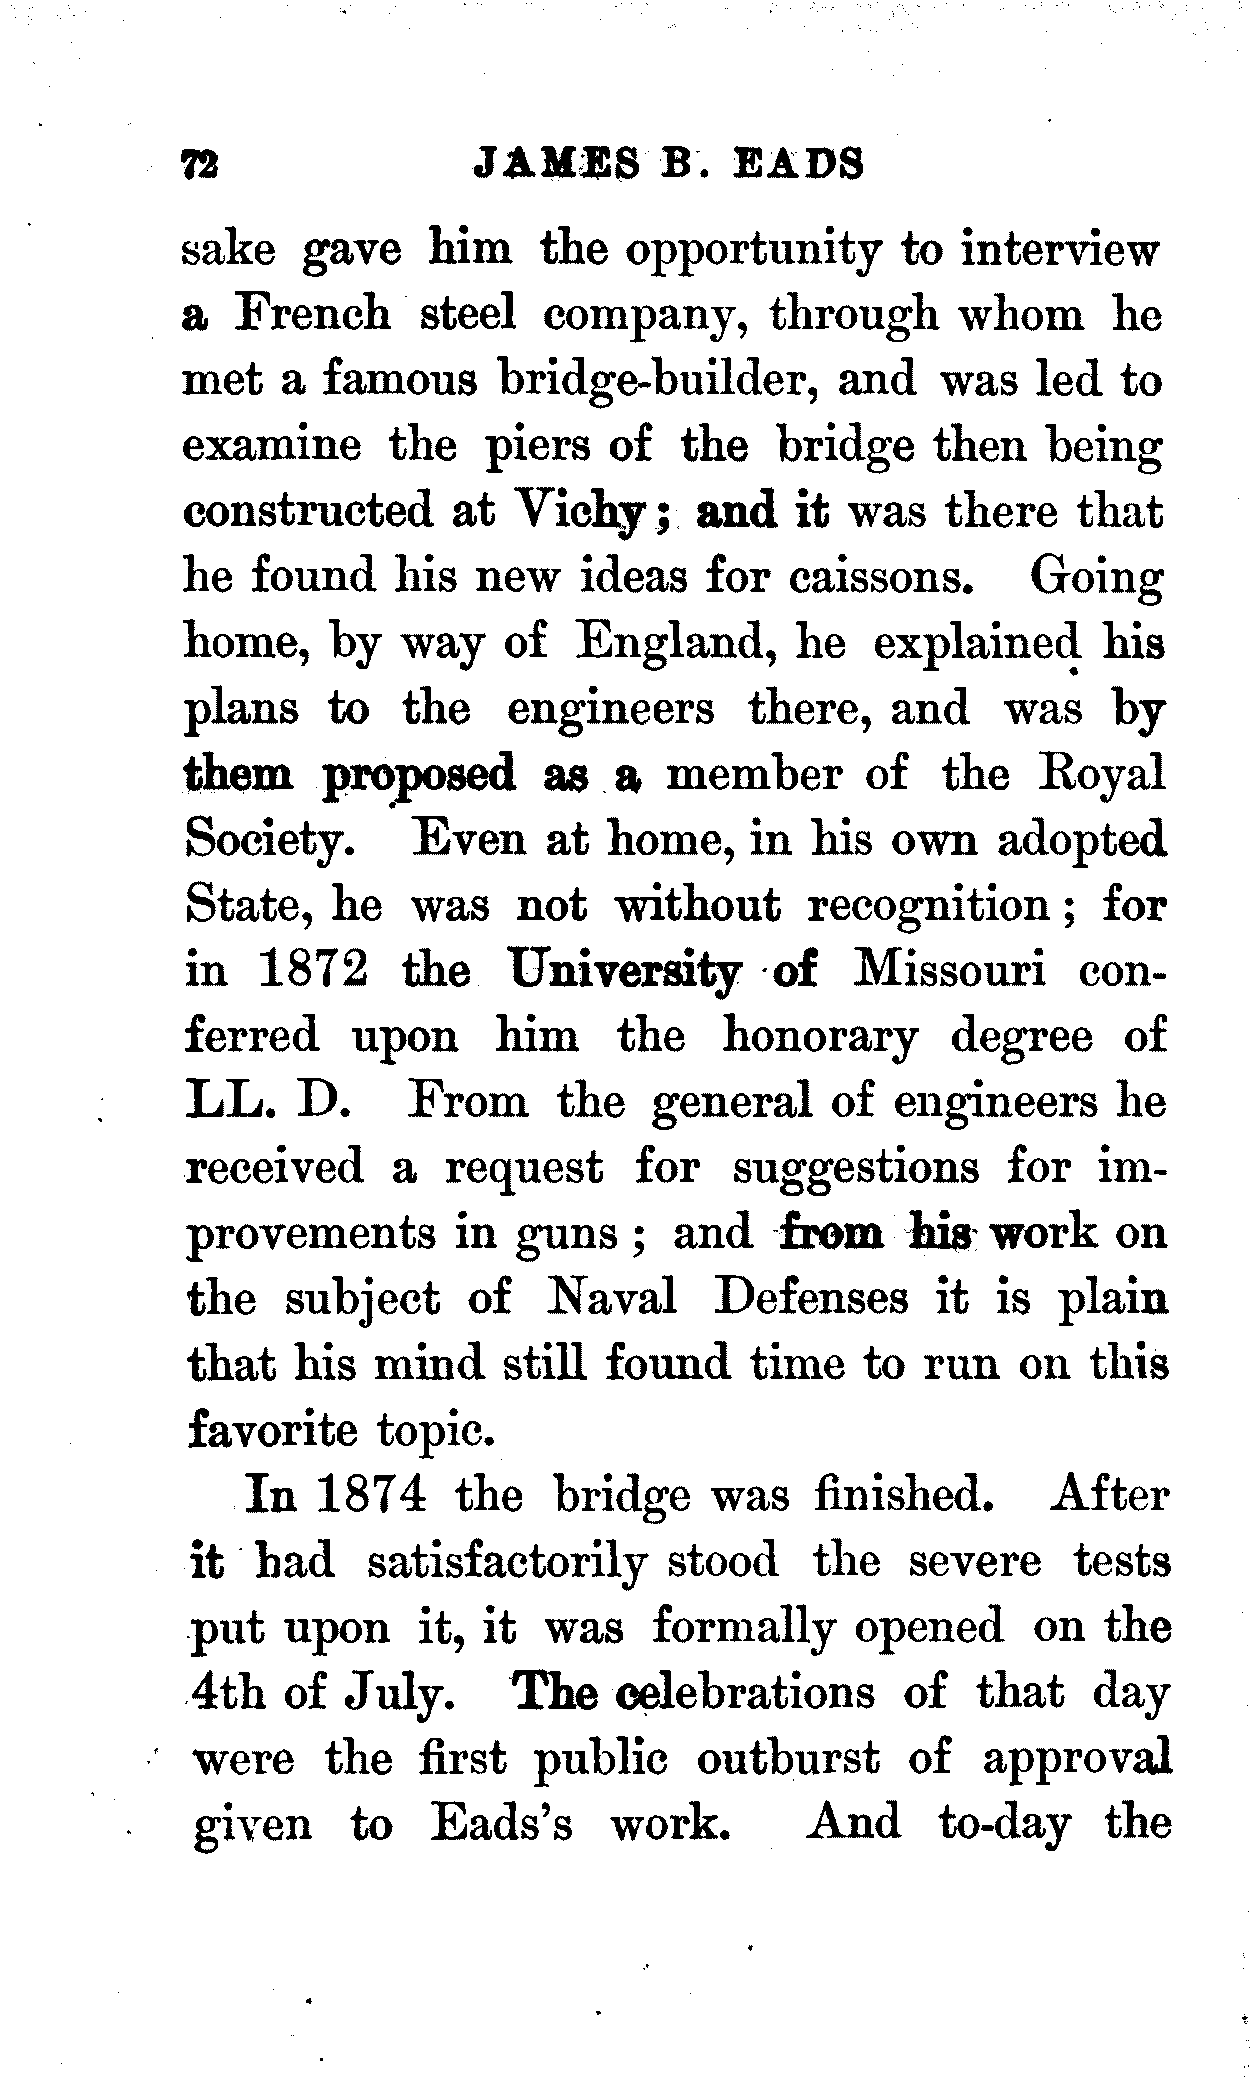 72 JAMES B. EADS
sake gave him the opportunity to interview
a French steel company, through whom he
met a famous bridge-builder, and was led to
examine the piers of the bridge then being
constructed at Vichy; and it was there that
he found his new ideas for caissons. Going
home, by way of England, he explained his
plans to the engineers there, and was by
them proposed as a member of the Royal
Society. Even at home, in his own adopted
State, he was not without recognition; for
in 1872 the University of Missouri con-
ferred upon him the honorary degree of
LL. D. From the general of engineers he
received a request for suggestions for im-
provements in guns; and from his work on
the subject of Naval Defenses it is plain
that his mind still found time to run on this
favorite topic.
In 1874 the bridge was finished. After
it had satisfactorily stood the severe tests
put upon it, it was formally opened on the
4th of July. The celebrations of that day
were the first public outburst of approval
given to Eads's work. And to-day the